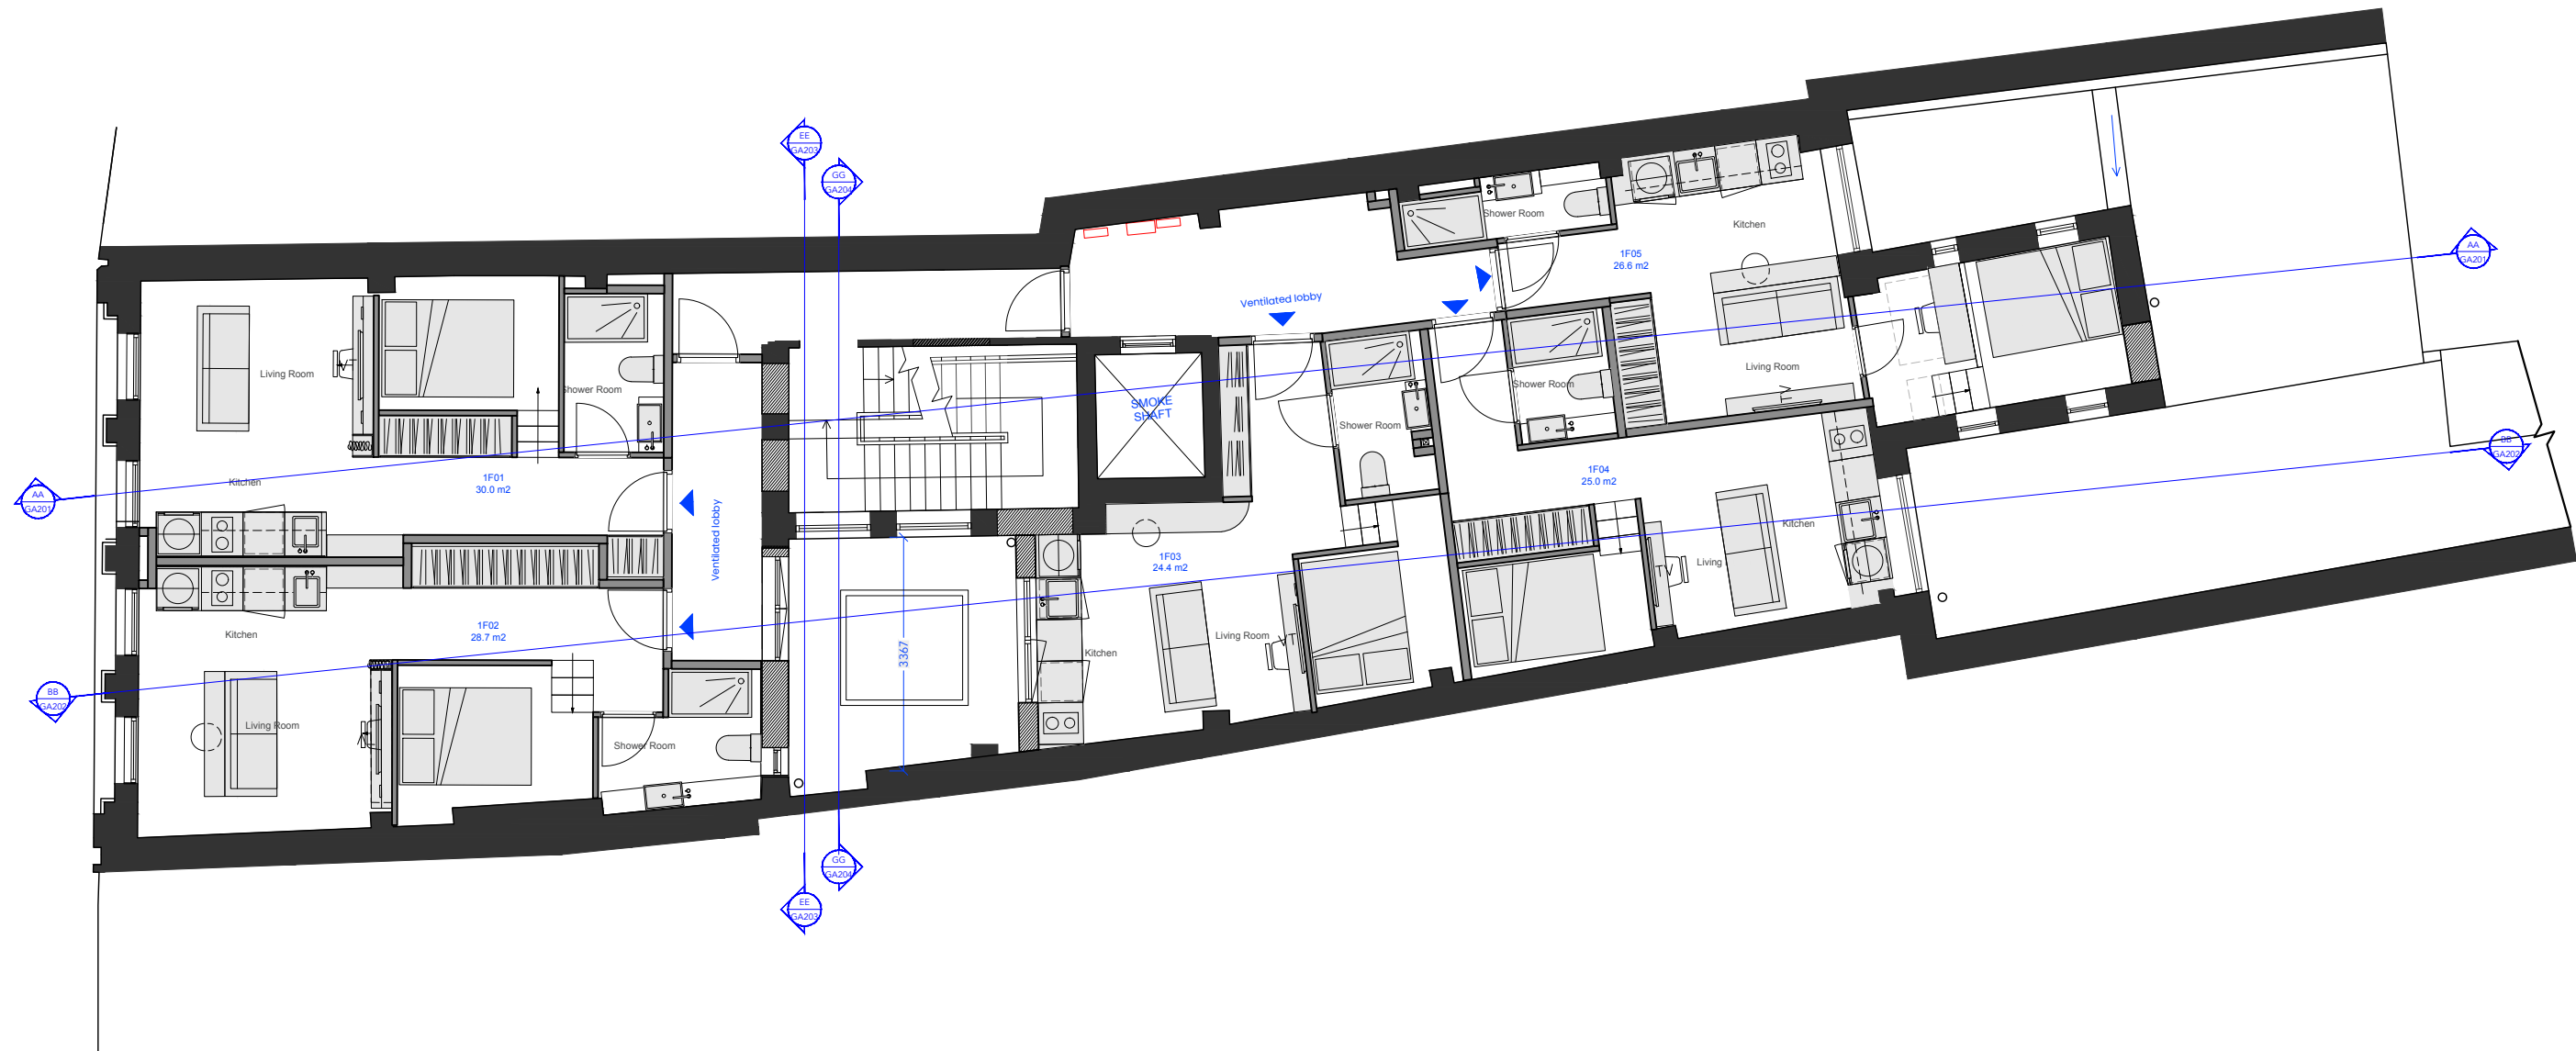 EE
GA203
GG
GA204
Shower Room
Kitchen
1F05
26.6 m2
AA
GA201
Ventilated lobby
Living Room
Shower Room
Living Room
Shower Room
SMOKE
SHAFT
Shower Room
BB
GA202
1F01
30.0 m2
Kitchen
AA
GA201
1F04
25.0 m2
Kitchen
Ventilated lobby
1F03
24.4 m2
Living
TV
1F02
28.7 m2
Kitchen
Living Room
3367
Kitchen
BB
GA202
Living Room
Shower Room
GG
GA204
EE
GA203